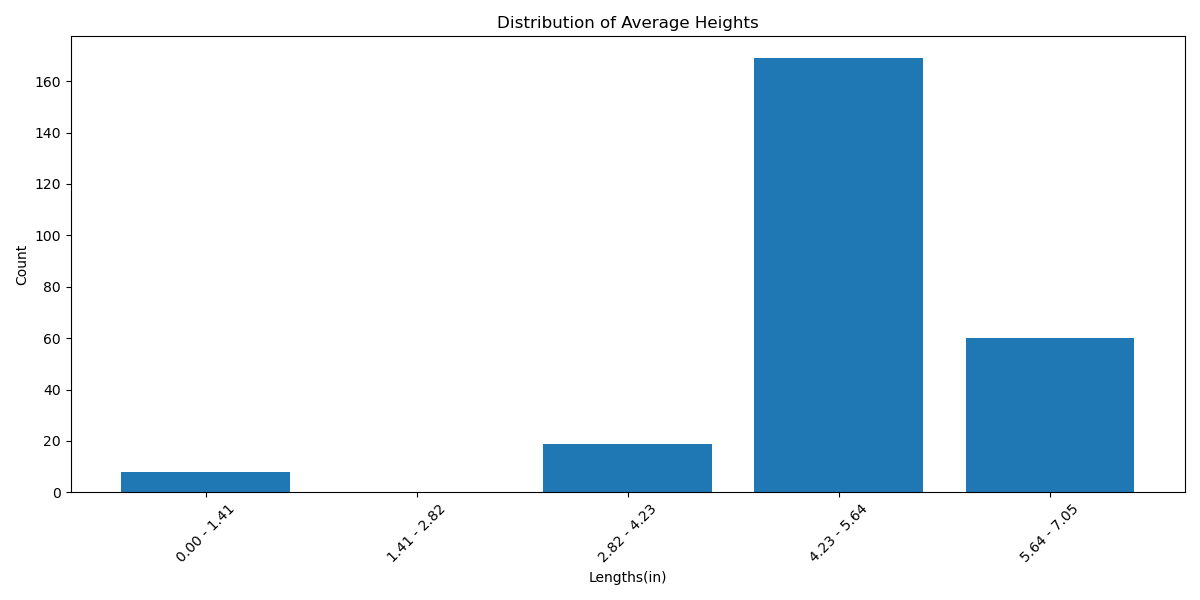 Distribution of Average Heights
Count
160
140
120
100
80
60
40
20
0
0.00 - 1.41
1.41 - 2.82
2.82 - 4.23
4.23 - 5.64
5.64 - 7.05
Lengths(in)